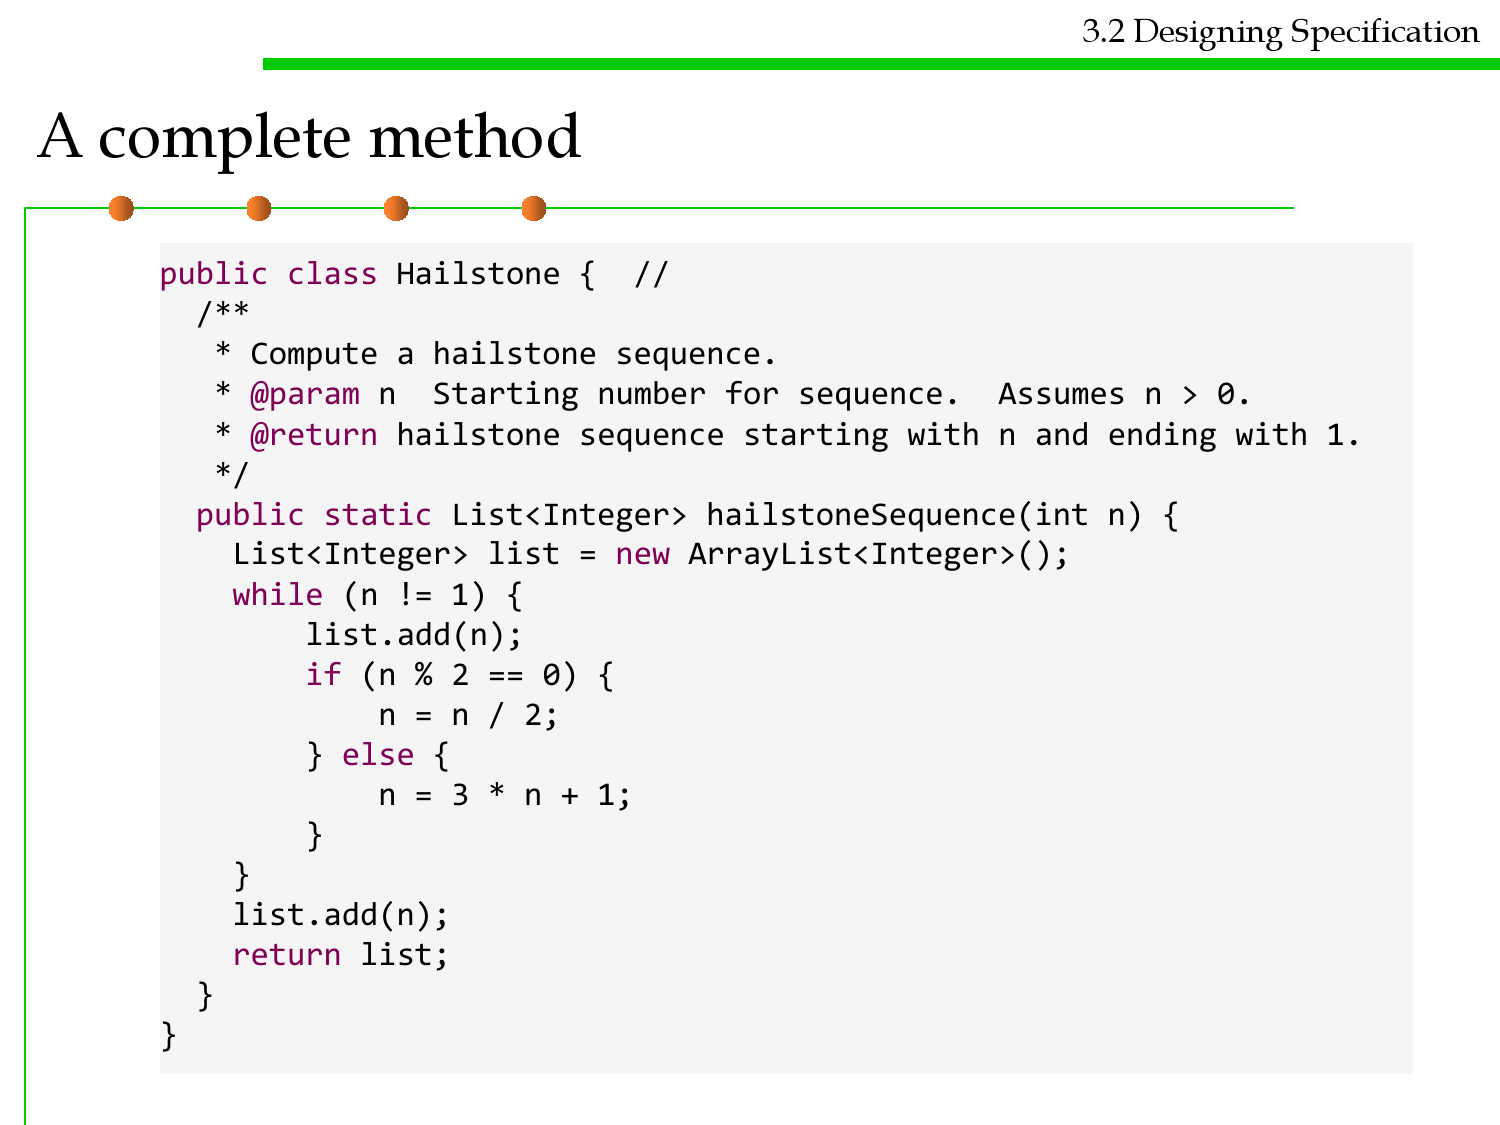 3.2 Designing Specification
A complete method
public class Hailstone {  //
  /**
   * Compute a hailstone sequence.
   * @param n  Starting number for sequence.  Assumes n > 0.
   * @return hailstone sequence starting with n and ending with 1.
   */
  public static List<Integer> hailstoneSequence(int n) {
    List<Integer> list = new ArrayList<Integer>();
    while (n != 1) {
        list.add(n);
        if (n % 2 == 0) {
            n = n / 2;
        } else {
            n = 3 * n + 1;
        }
    }
    list.add(n);
    return list;
  }
}